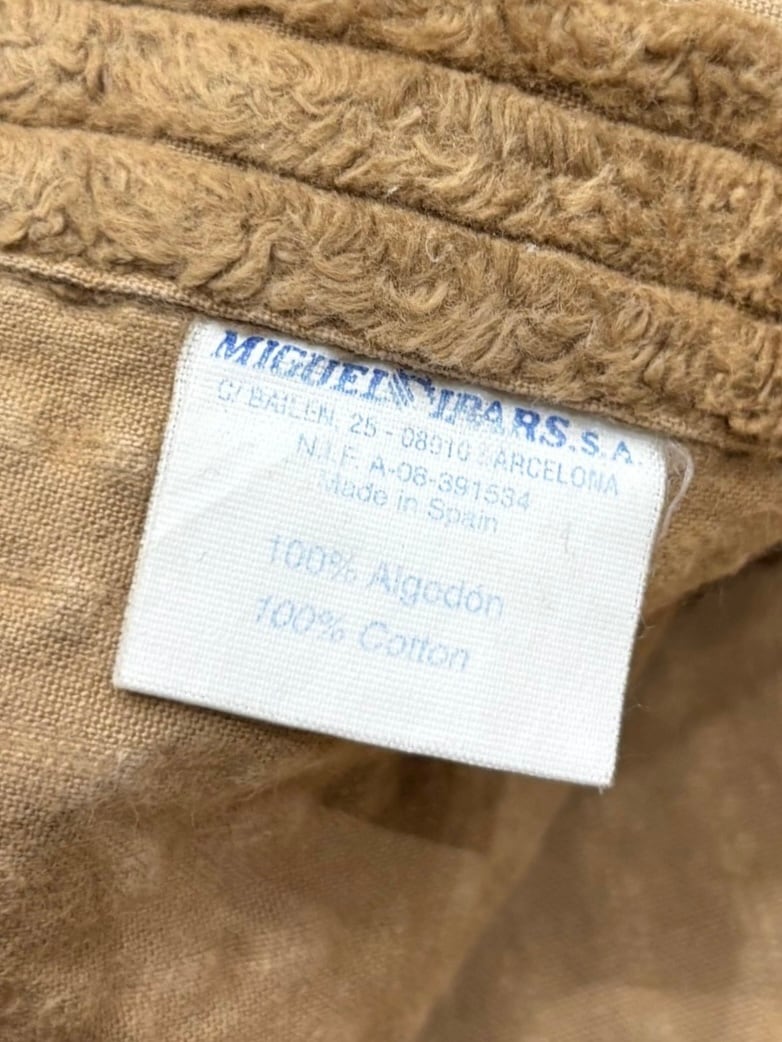 MIGUEL IBARS.S.A.
C/ BAILEN, 25 - 08010 BARCELONA
N.I.F. A-08-391534
Made in Spain
100% Algodón
100% Cotton